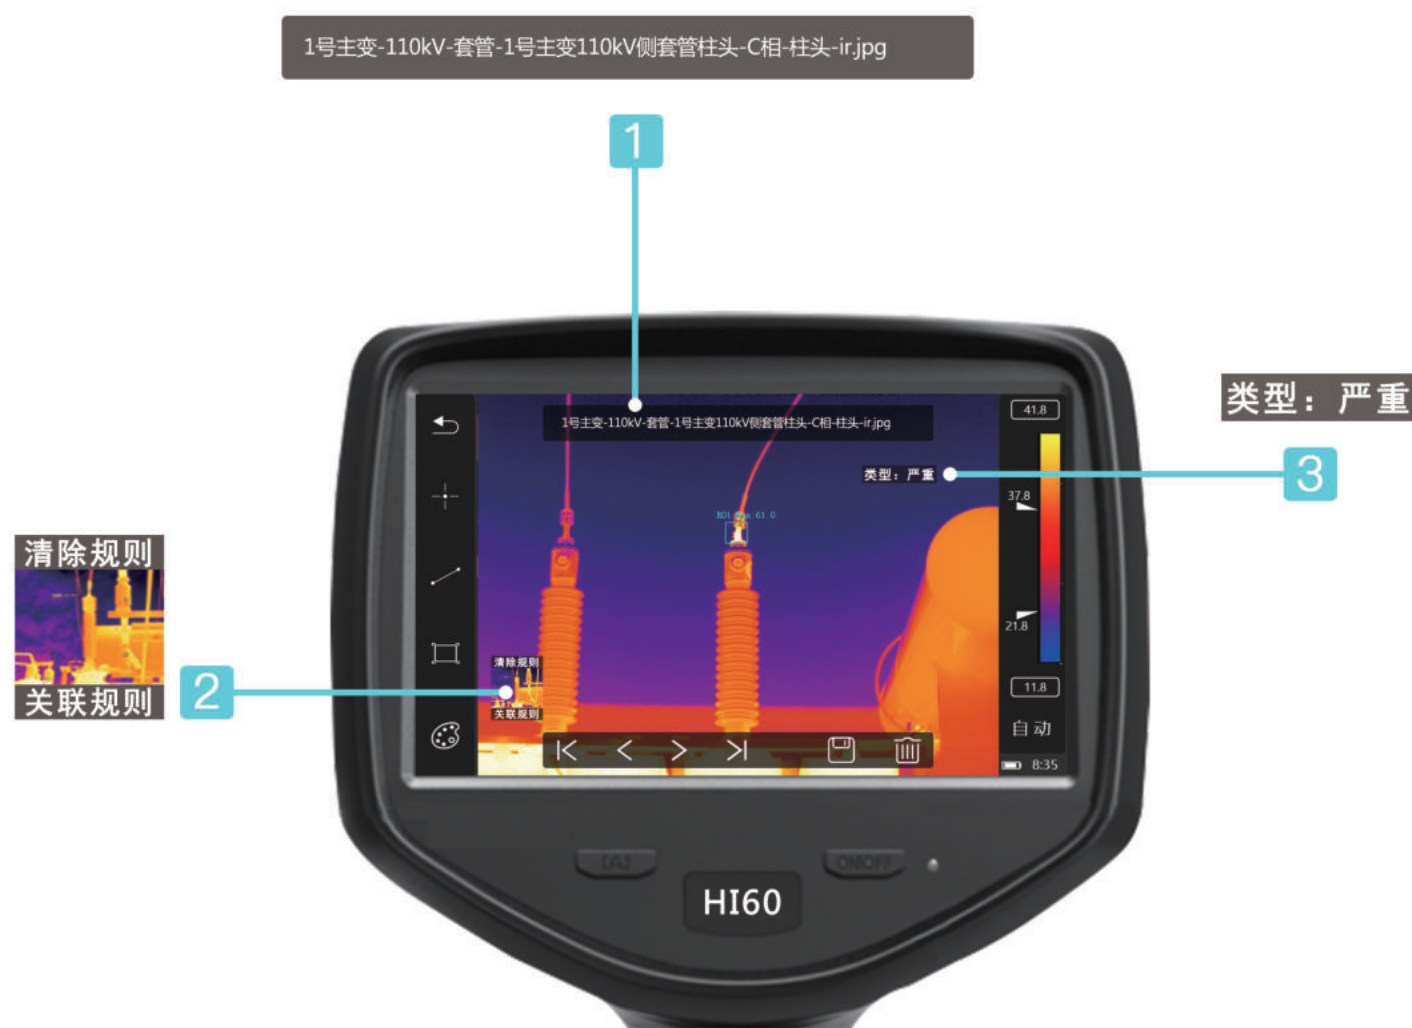 1号主变-110kV-套管-1号主变110kV侧套管柱头-C相-柱头-ir.jpg
1
类型：严重
3
1号主变-110kV-套管-1号主变110kV侧套管柱头-C相-柱头-ir.jpg
41.8
类型：严重
37.8
21.8
清除规则
关联规则
2
清除规则
关联规则
11.8
自动
8:35
[A]
ON/OFF
HI60